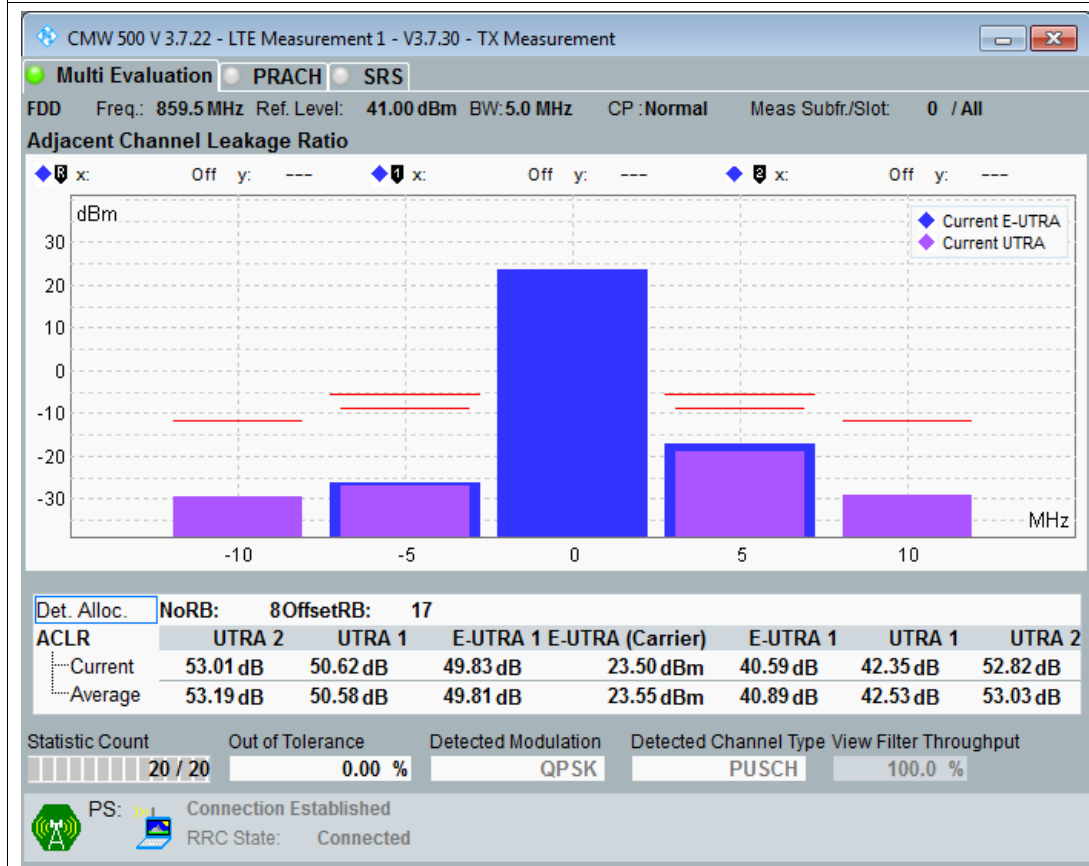 CMW 500 V 3.7.22 - LTE Measurement 1 - V3.7.30 - TX Measurement
Multi Evaluation PRACH SRS
FDD Freq.: 859.5 MHz Ref. Level: 41.00 dBm BW: 5.0 MHz CP : Normal Meas Subfr./Slot: 0 / All
Adjacent Channel Leakage Ratio
R x: Off y: --- 1 x: Off y: --- 2 x: Off y: ---
dBm
Current E-UTRA
Current UTRA
30
20
10
0
-10
-20
-30
MHz
-10 -5 0 5 10
Det. Alloc. NoRB: 8 OffsetRB: 17
ACLR UTRA 2 UTRA 1 E-UTRA 1 E-UTRA (Carrier) E-UTRA 1 UTRA 1 UTRA 2
Current 53.01 dB 50.62 dB 49.83 dB 23.50 dBm 40.59 dB 42.35 dB 52.82 dB
Average 53.19 dB 50.58 dB 49.81 dB 23.55 dBm 40.89 dB 42.53 dB 53.03 dB
Statistic Count Out of Tolerance Detected Modulation Detected Channel Type View Filter Throughput
20 / 20 0.00 % QPSK PUSCH 100.0 %
PS: Connection Established
RRC State: Connected